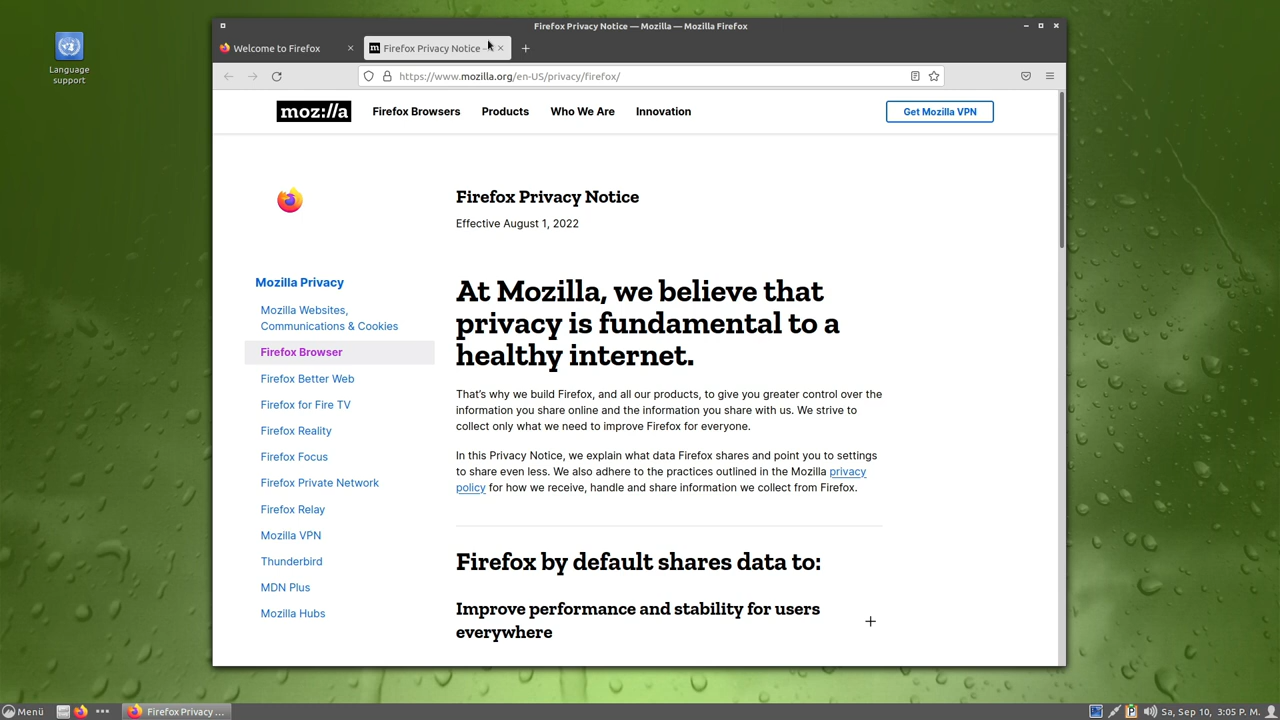 Language
support
Firefox Privacy Notice — Mozilla — Mozilla Firefox
Welcome to Firefox
Firefox Privacy Notice —
https://www.mozilla.org/en-US/privacy/firefox/
moz://a
Firefox Browsers
Products
Who We Are
Innovation
Get Mozilla VPN
Firefox Privacy Notice
Effective August 1, 2022
Mozilla Privacy
Mozilla Websites,
Communications & Cookies
Firefox Browser
Firefox Better Web
Firefox for Fire TV
Firefox Reality
Firefox Focus
Firefox Private Network
Firefox Relay
Mozilla VPN
Thunderbird
MDN Plus
Mozilla Hubs
At Mozilla, we believe that
privacy is fundamental to a
healthy internet.
That’s why we build Firefox, and all our products, to give you greater control over the
information you share online and the information you share with us. We strive to
collect only what we need to improve Firefox for everyone.
In this Privacy Notice, we explain what data Firefox shares and point you to settings
to share even less. We also adhere to the practices outlined in the Mozilla privacy
policy for how we receive, handle and share information we collect from Firefox.
Firefox by default shares data to:
Improve performance and stability for users
everywhere
Menü
Firefox Privacy ...
Sa, Sep 10, 3:05 P. M.